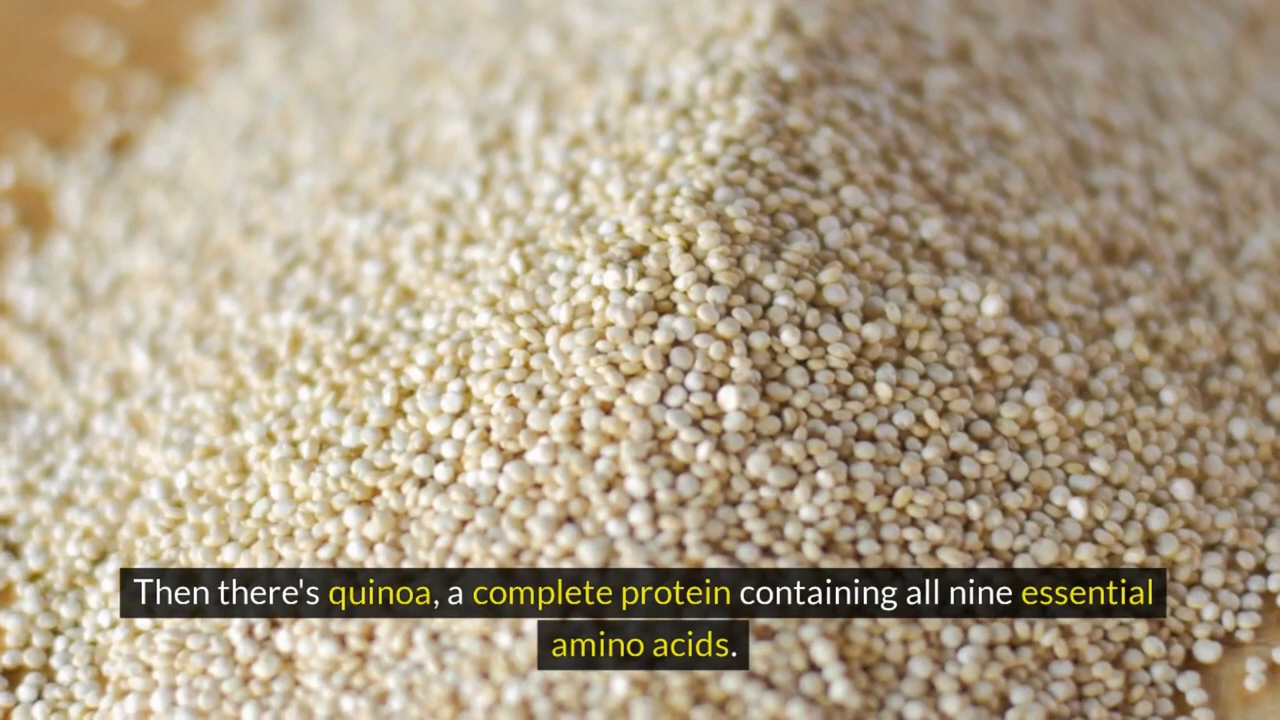 Then there's quinoa, a complete protein containing all nine essential
amino acids.